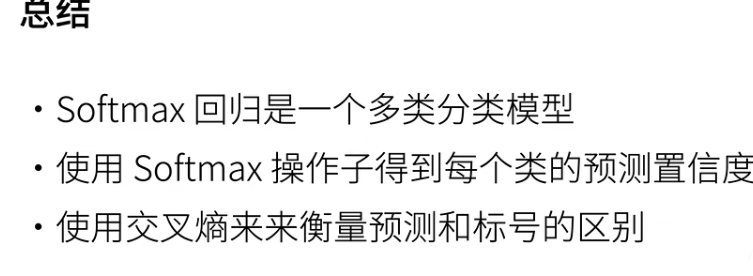 总结
• Softmax 回归是一个多类分类模型
• 使用 Softmax 操作子得到每个类的预测置信度
• 使用交叉熵来来衡量预测和标号的区别